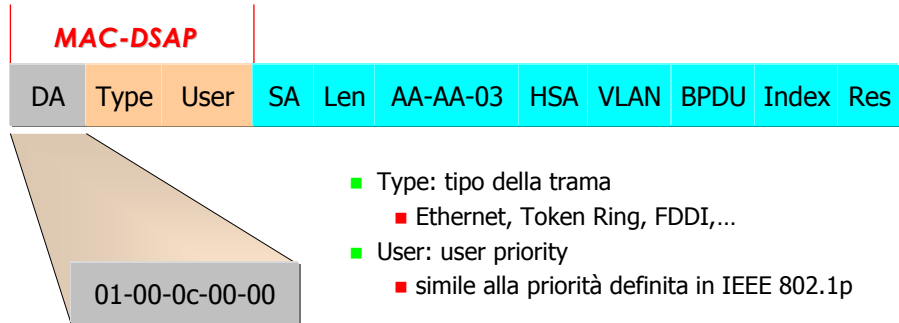 MAC-DSAP
DA Type User SA Len AA-AA-03 HSA VLAN BPDU Index Res
Type: tipo della trama
Ethernet, Token Ring, FDDI,...
User: user priority
simile alla priorità definita in IEEE 802.1p
01-00-0c-00-00